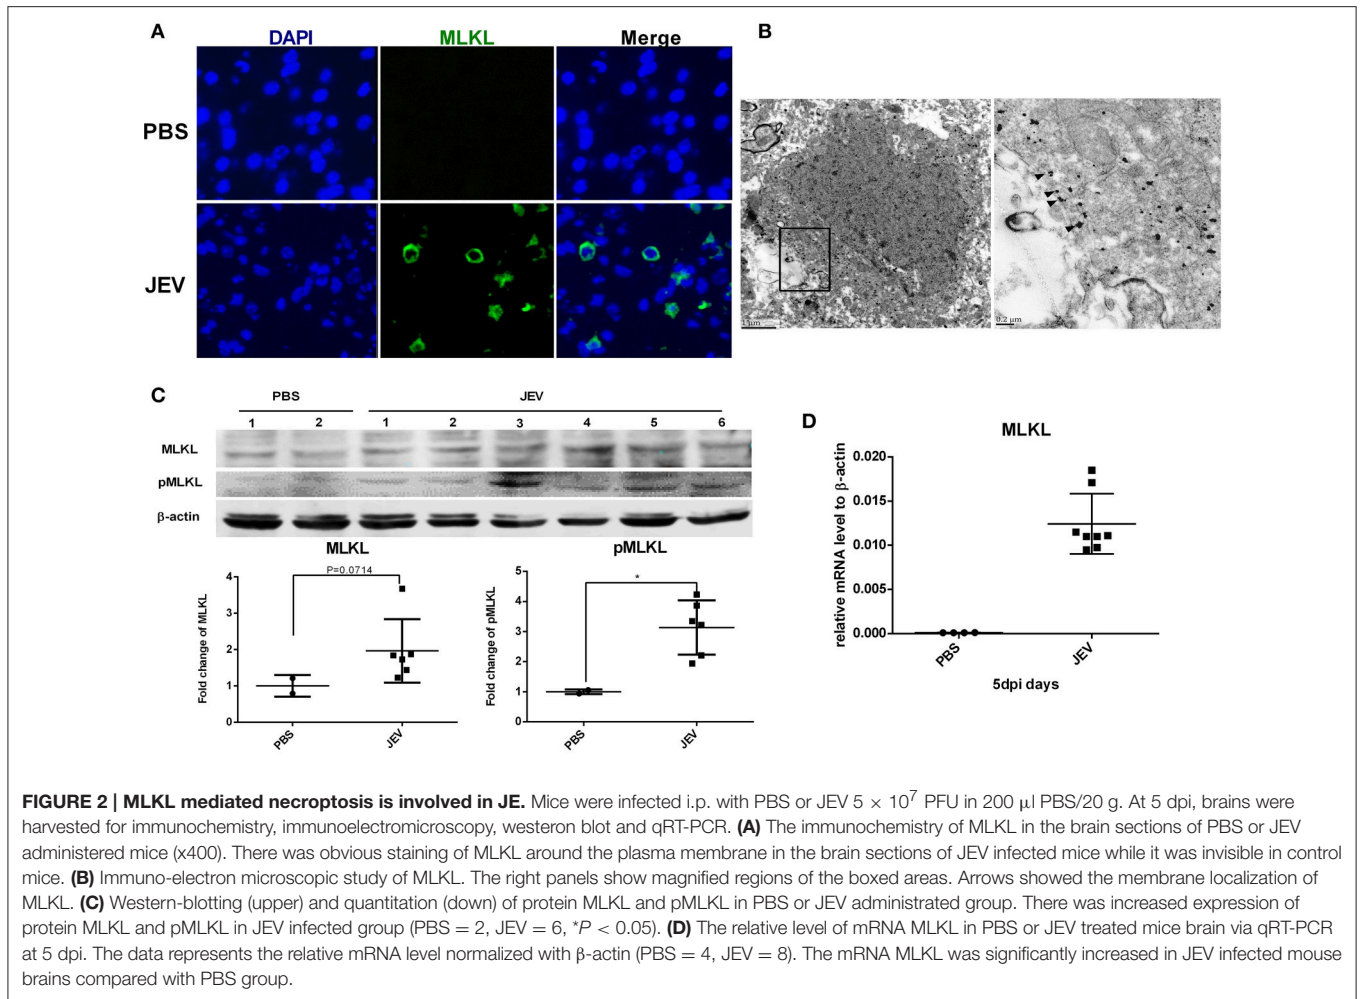 A
B
DAPI
MLKL
Merge
PBS
JEV
1 µm
0.2 µm
C
PBS
JEV
1 2 1 2 3 4 5 6
MLKL
pMLKL
β-actin
MLKL
P=0.0714
Fold change of MLKL
4
3
2
1
0
PBS
JEV
pMLKL
*
Fold change of pMLKL
5
4
3
2
1
0
PBS
JEV
D
MLKL
relative mRNA level to β-actin
0.020
0.015
0.010
0.005
0.000
PBS
JEV
5dpi days
FIGURE 2 | MLKL mediated necroptosis is involved in JE. Mice were infected i.p. with PBS or JEV 5 × 10⁷ PFU in 200 µl PBS/20 g. At 5 dpi, brains were
harvested for immunochemistry, immunoelectromicroscopy, westeron blot and qRT-PCR. (A) The immunochemistry of MLKL in the brain sections of PBS or JEV
administered mice (x400). There was obvious staining of MLKL around the plasma membrane in the brain sections of JEV infected mice while it was invisible in control
mice. (B) Immuno-electron microscopic study of MLKL. The right panels show magnified regions of the boxed areas. Arrows showed the membrane localization of
MLKL. (C) Western-blotting (upper) and quantitation (down) of protein MLKL and pMLKL in PBS or JEV administrated group. There was increased expression of
protein MLKL and pMLKL in JEV infected group (PBS = 2, JEV = 6, *P < 0.05). (D) The relative level of mRNA MLKL in PBS or JEV treated mice brain via qRT-PCR
at 5 dpi. The data represents the relative mRNA level normalized with β-actin (PBS = 4, JEV = 8). The mRNA MLKL was significantly increased in JEV infected mouse
brains compared with PBS group.